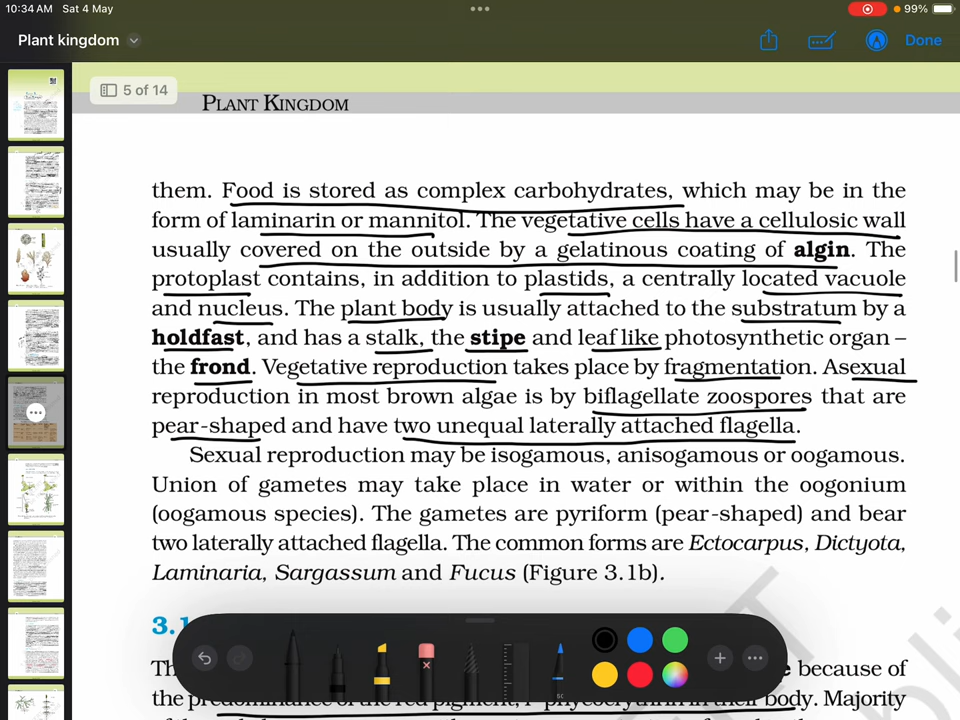 10:34 AM Sat 4 May
99%
Plant kingdom
Done
5 of 14
PLANT KINGDOM
them. Food is stored as complex carbohydrates, which may be in the
form of laminarin or mannitol. The vegetative cells have a cellulosic wall
usually covered on the outside by a gelatinous coating of algin. The
protoplast contains, in addition to plastids, a centrally located vacuole
and nucleus. The plant body is usually attached to the substratum by a
holdfast, and has a stalk, the stipe and leaf like photosynthetic organ –
the frond. Vegetative reproduction takes place by fragmentation. Asexual
reproduction in most brown algae is by biflagellate zoospores that are
pear-shaped and have two unequal laterally attached flagella.
Sexual reproduction may be isogamous, anisogamous or oogamous.
Union of gametes may take place in water or within the oogonium
(oogamous species). The gametes are pyriform (pear-shaped) and bear
two laterally attached flagella. The common forms are Ectocarpus, Dictyota,
Laminaria, Sargassum and Fucus (Figure 3.1b).
3.1
because of
the body. Majority